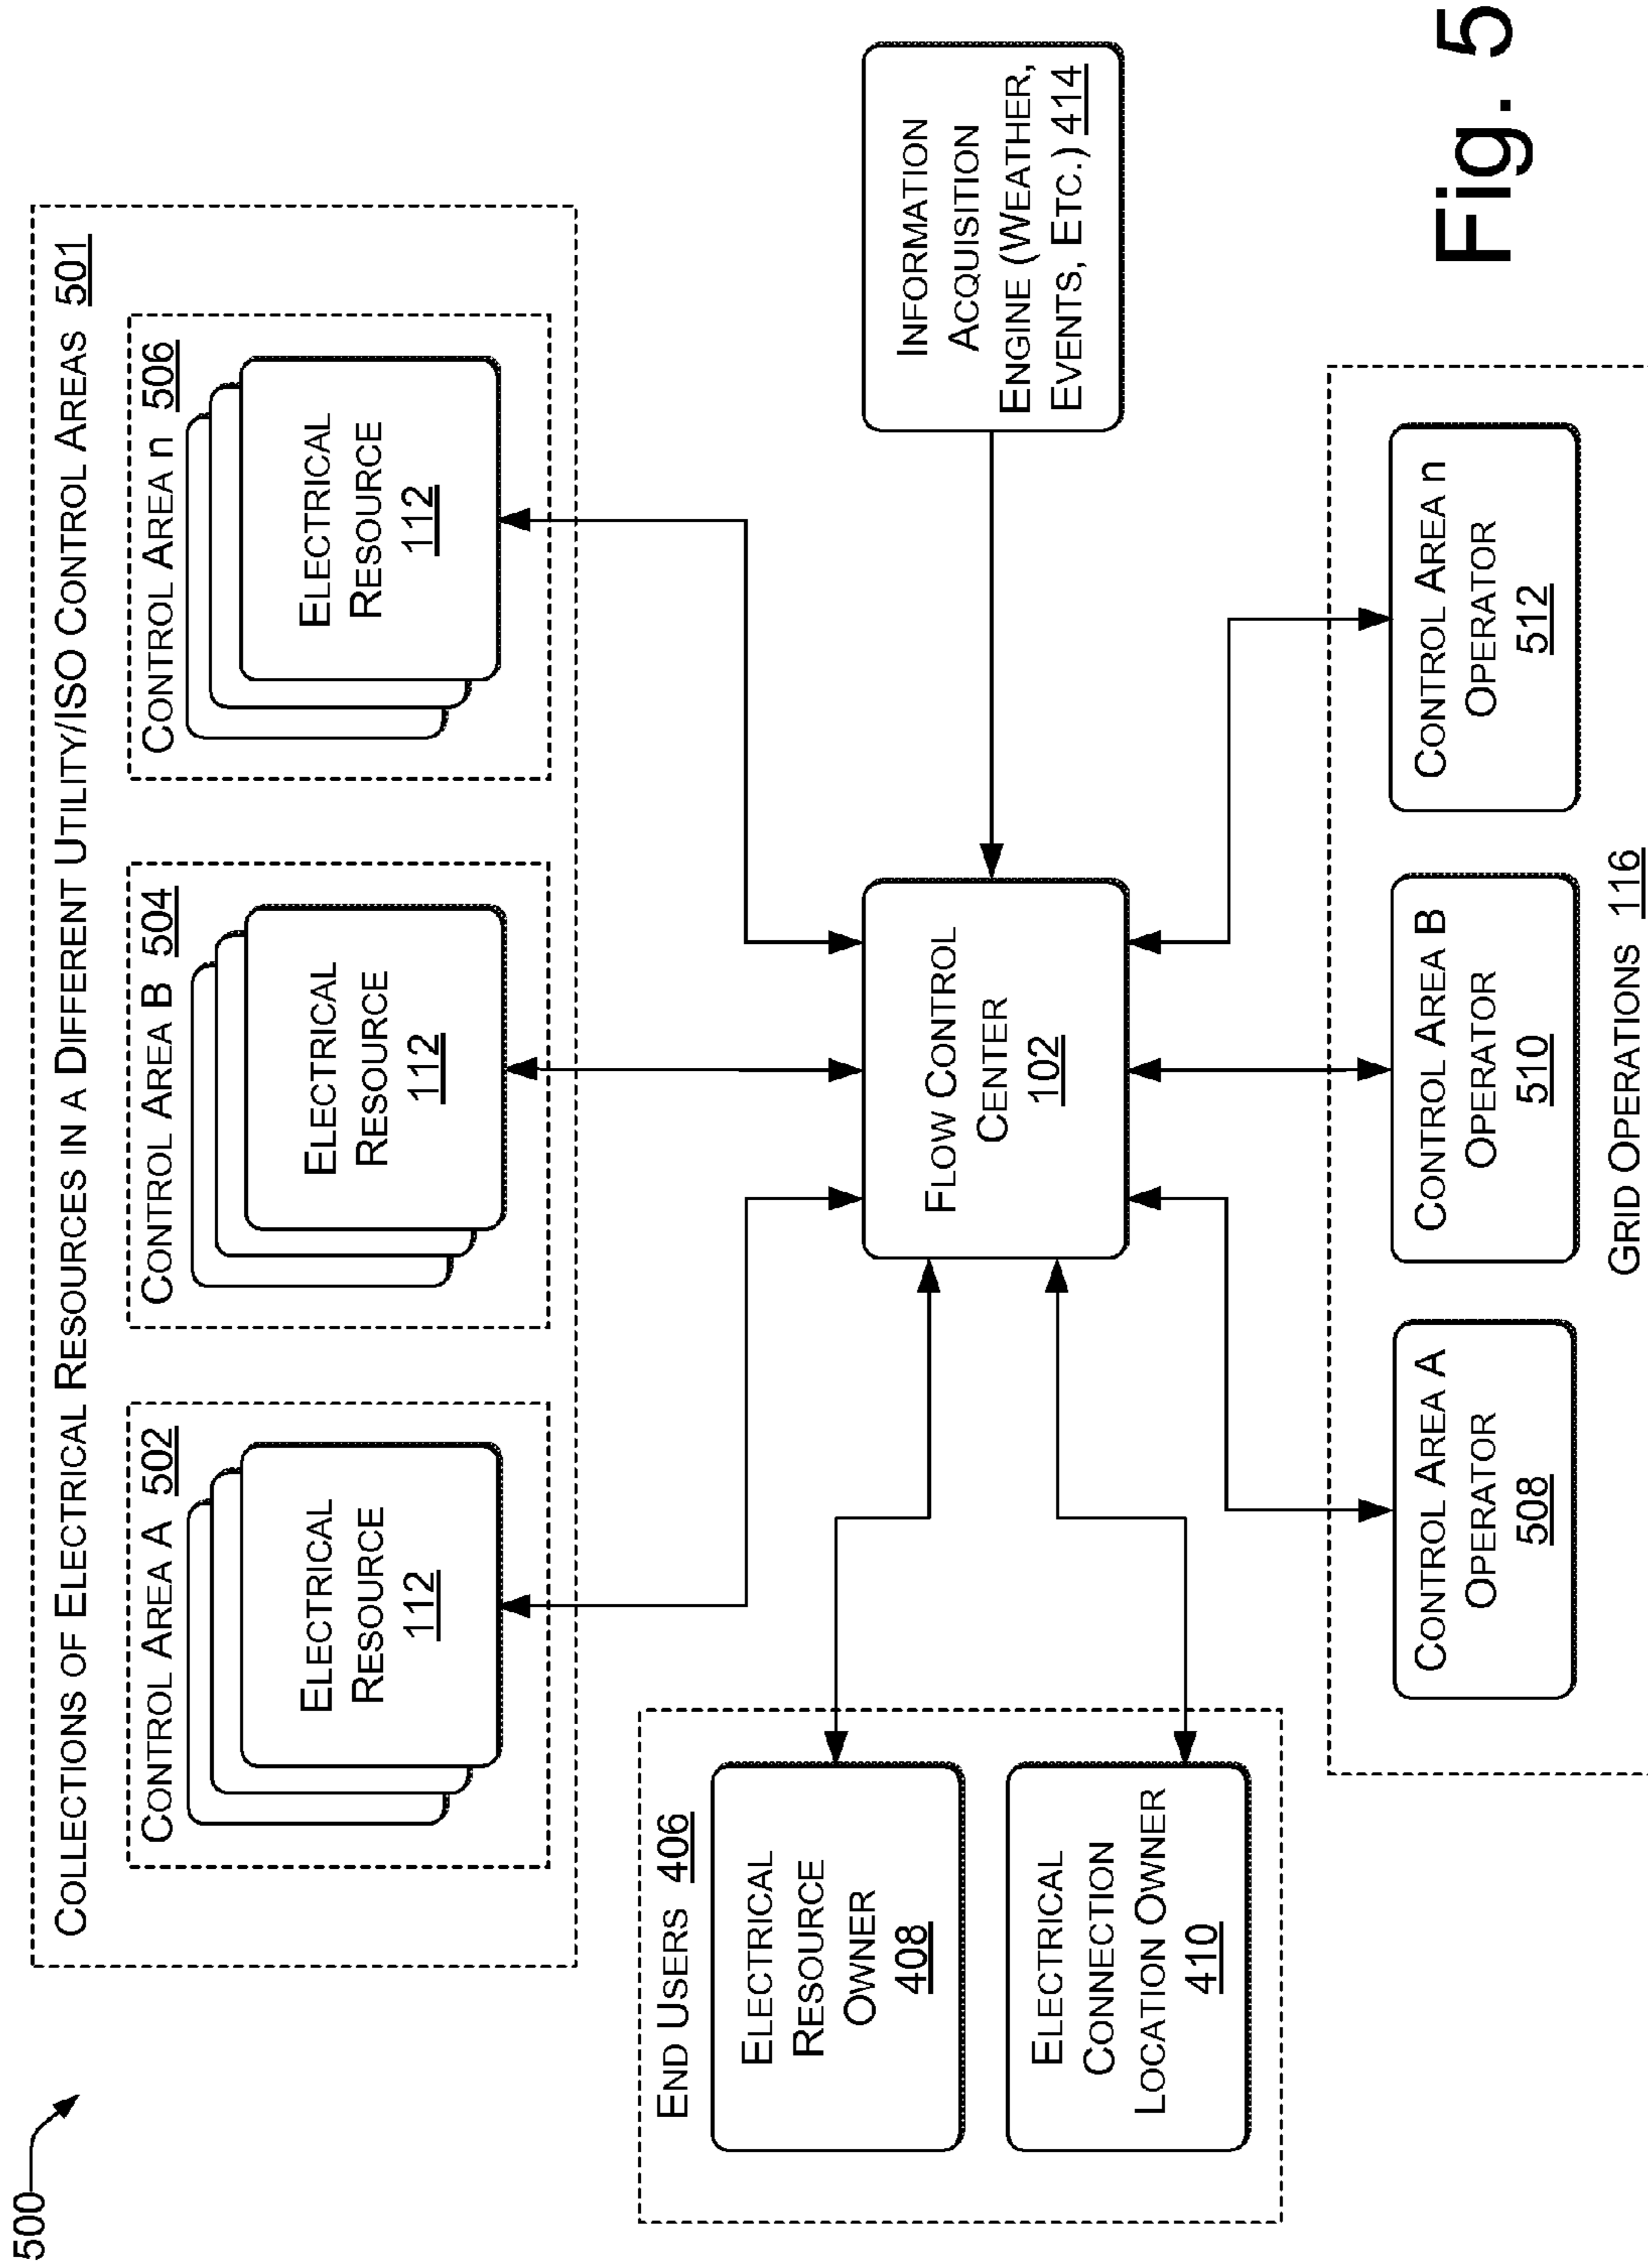 500
COLLECTIONS OF ELECTRICAL RESOURCES IN A DIFFERENT UTILITY/ISO CONTROL AREAS 501
CONTROL AREA A 502
ELECTRICAL
RESOURCE
112
CONTROL AREA B 504
ELECTRICAL
RESOURCE
112
CONTROL AREA n 506
ELECTRICAL
RESOURCE
112
END USERS 406
ELECTRICAL
RESOURCE
OWNER
408
ELECTRICAL
CONNECTION
LOCATION OWNER
410
FLOW CONTROL
CENTER
102
INFORMATION
ACQUISITION
ENGINE (WEATHER,
EVENTS, ETC.) 414
CONTROL AREA A
OPERATOR
508
CONTROL AREA B
OPERATOR
510
CONTROL AREA n
OPERATOR
512
GRID OPERATIONS 116
Fig. 5